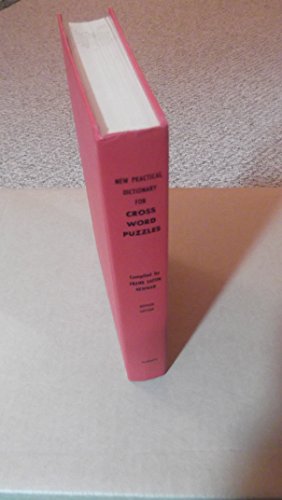 NEW PRACTICAL
DICTIONARY
FOR
CROSS
WORD
PUZZLES
Compiled by
FRANK EATON
NEWMAN